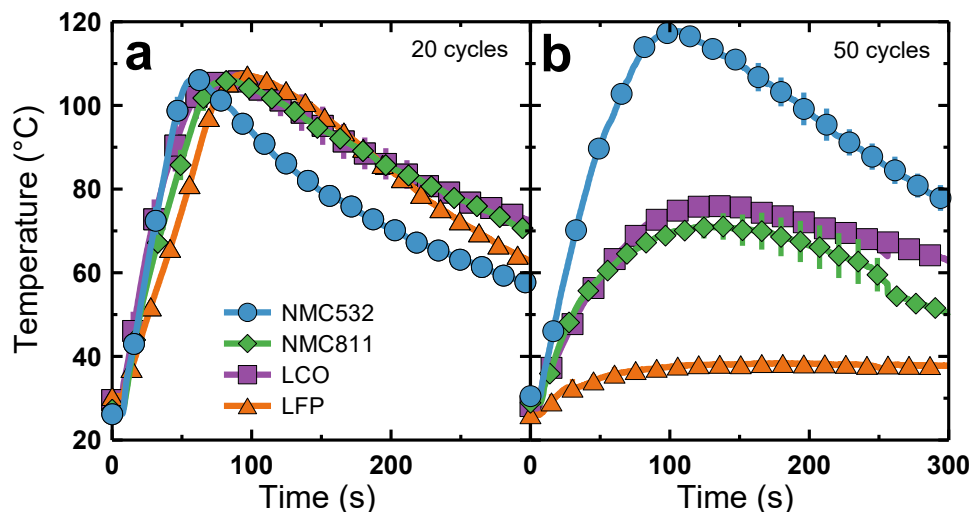 120
100
80
60
40
20
Temperature (°C)
a
20 cycles
NMC532
NMC811
LCO
LFP
0
100
200
Time (s)
b
50 cycles
0
100
200
300
Time (s)